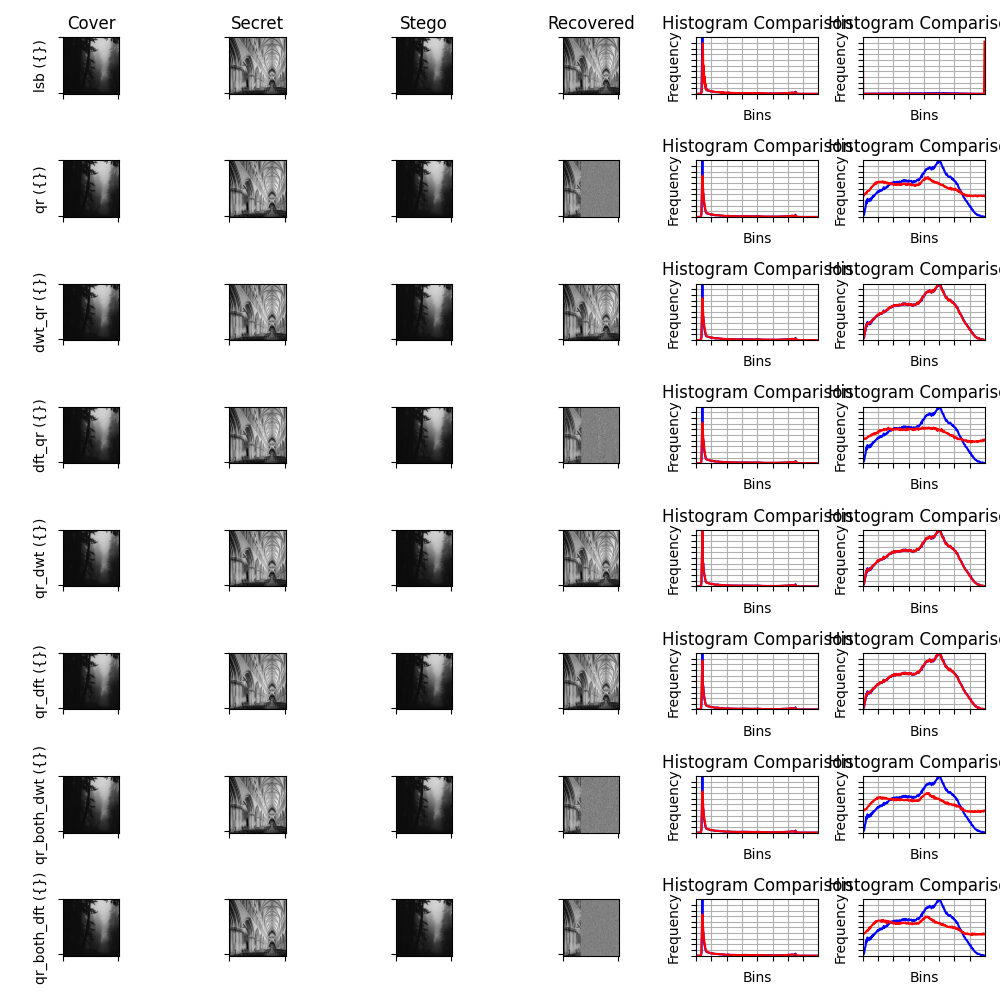 Cover Secret Stego Recovered Histogram Comparison Histogram Comparis
lsb ({}) Frequency Frequency
Bins Bins
Histogram Comparison Histogram Comparis
qr ({}) Frequency Frequency
Bins Bins
Histogram Comparison Histogram Comparis
dwt_qr ({}) Frequency Frequency
Bins Bins
Histogram Comparison Histogram Comparis
dft_qr ({}) Frequency Frequency
Bins Bins
Histogram Comparison Histogram Comparis
qr_dwt ({}) Frequency Frequency
Bins Bins
Histogram Comparison Histogram Comparis
qr_dft ({}) Frequency Frequency
Bins Bins
Histogram Comparison Histogram Comparis
qr_both_dwt ({}) Frequency Frequency
Bins Bins
Histogram Comparison Histogram Comparis
qr_both_dft ({}) Frequency Frequency
Bins Bins